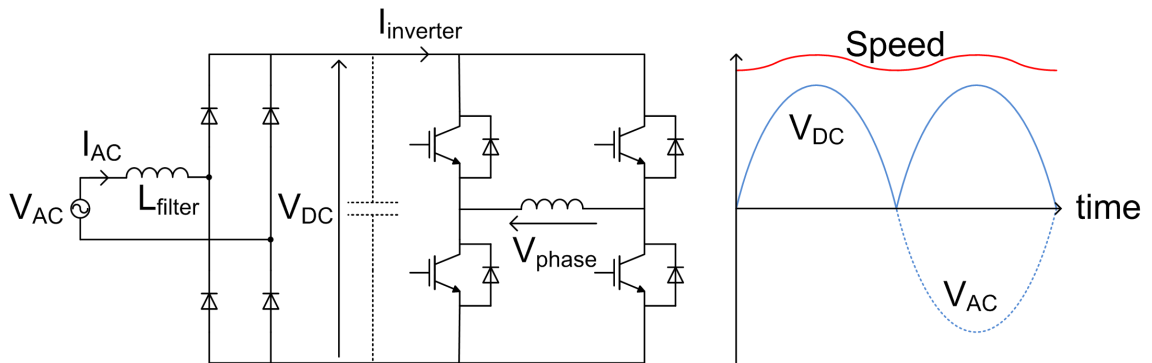 I_inverter
Speed
V_DC
I_AC
L_filter
V_AC
V_DC
V_phase
time
V_AC